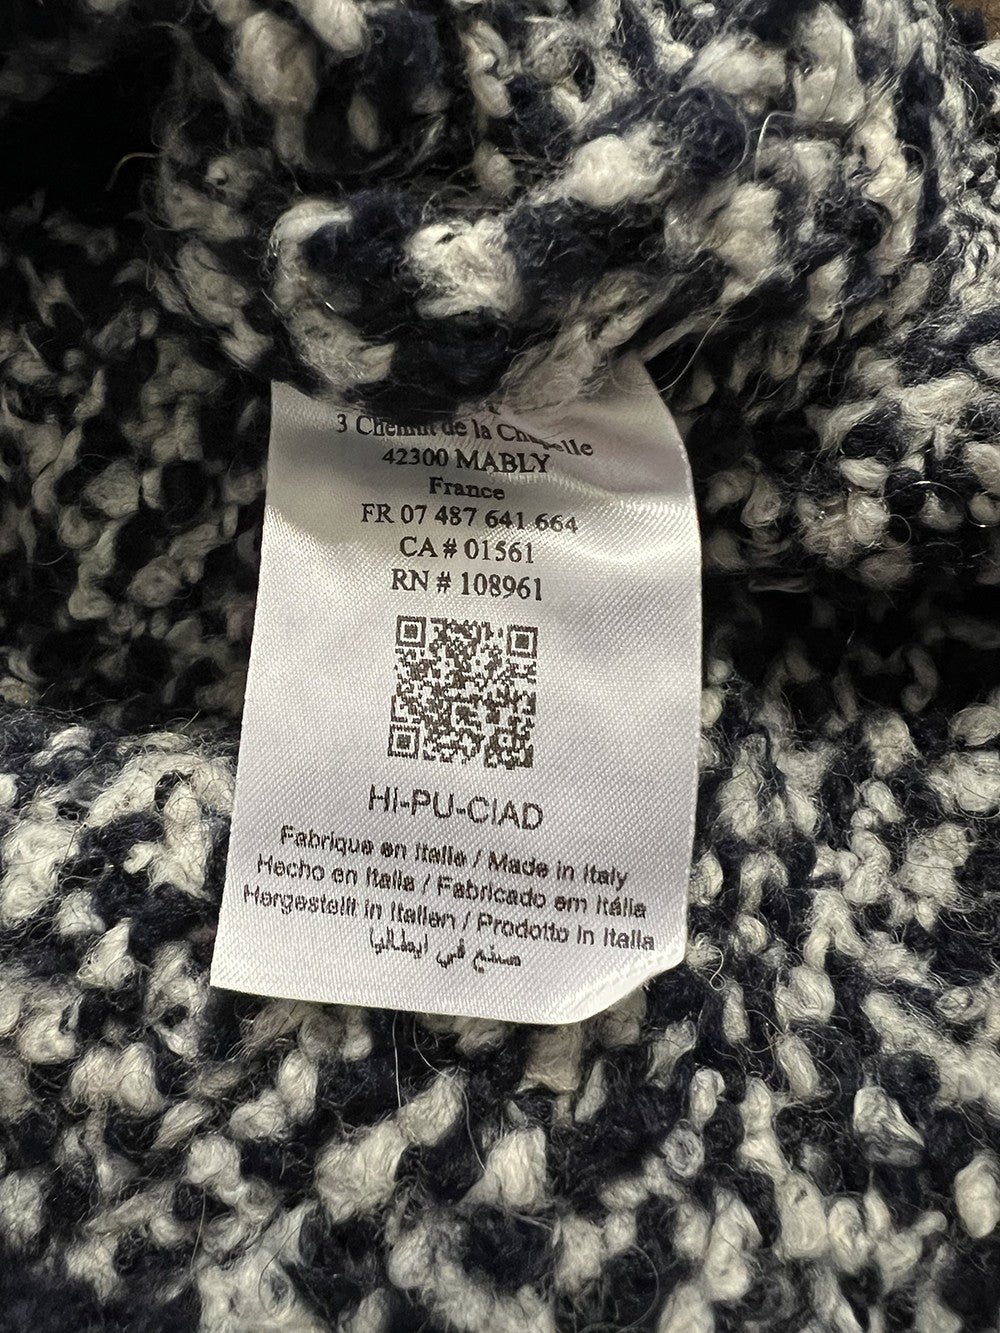 3 Chemin de la Chapelle
42300 MABLY
France
FR 07 487 641 664
CA # 01561
RN # 108961
HI-PU-CIAD
Fabrique en Italie / Made in Italy
Hecho en Italia / Fabricado em Itália
Hergestellt in Italien / Prodotto in Italia
صنع في ايطاليا